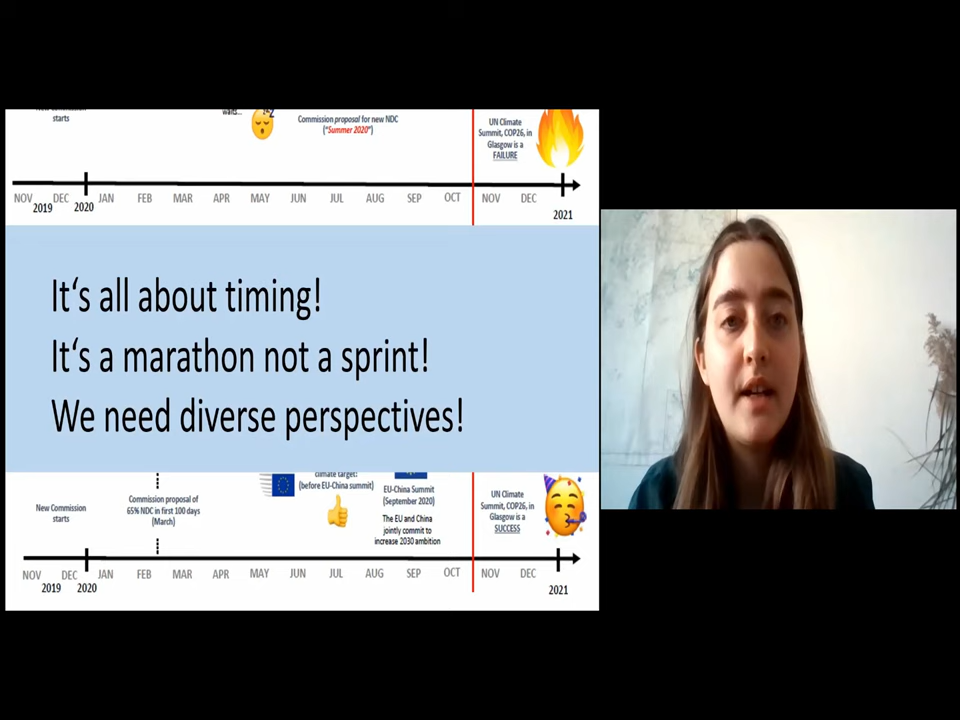 starts
Commission proposal for new NDC
("Summer 2020")
UN Climate
Summit, COP26, in
Glasgow is a
FAILURE
NOV DEC JAN FEB MAR APR MAY JUN JUL AUG SEP OCT NOV DEC
2019 2020 2021
It‘s all about timing!
It‘s a marathon not a sprint!
We need diverse perspectives!
New Commission
starts
Commission proposal of
65% NDC in first 100 days
(March)
climate target:
(before EU-China summit)
EU-China Summit
(September 2020)
The EU and China
jointly commit to
increase 2030 ambition
UN Climate
Summit, COP26, in
Glasgow is a
SUCCESS
NOV DEC JAN FEB MAR APR MAY JUN JUL AUG SEP OCT NOV DEC
2019 2020 2021